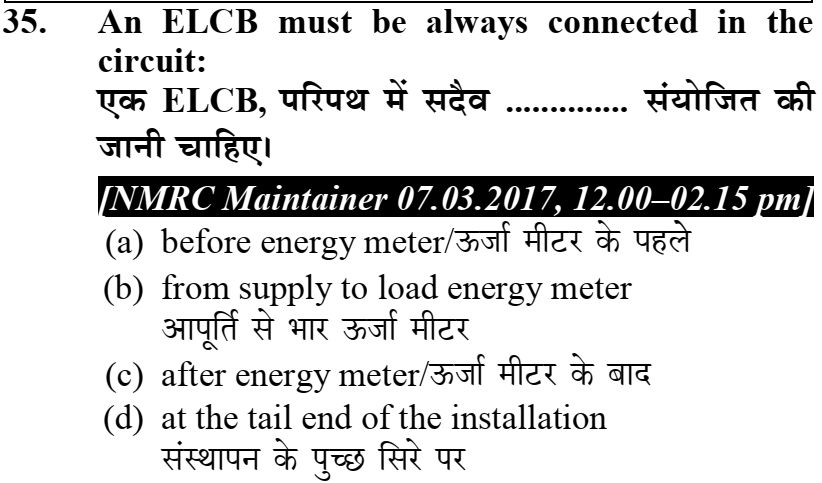 35. An ELCB must be always connected in the
circuit:
एक ELCB, परिपथ में सदैव ............... संयोजित की
जानी चाहिए।
[NMRC Maintainer 07.03.2017, 12.00–02.15 pm]
(a) before energy meter/ऊर्जा मीटर के पहले
(b) from supply to load energy meter
आपूर्ति से भार ऊर्जा मीटर
(c) after energy meter/ऊर्जा मीटर के बाद
(d) at the tail end of the installation
संस्थापन के पुच्छ सिरे पर